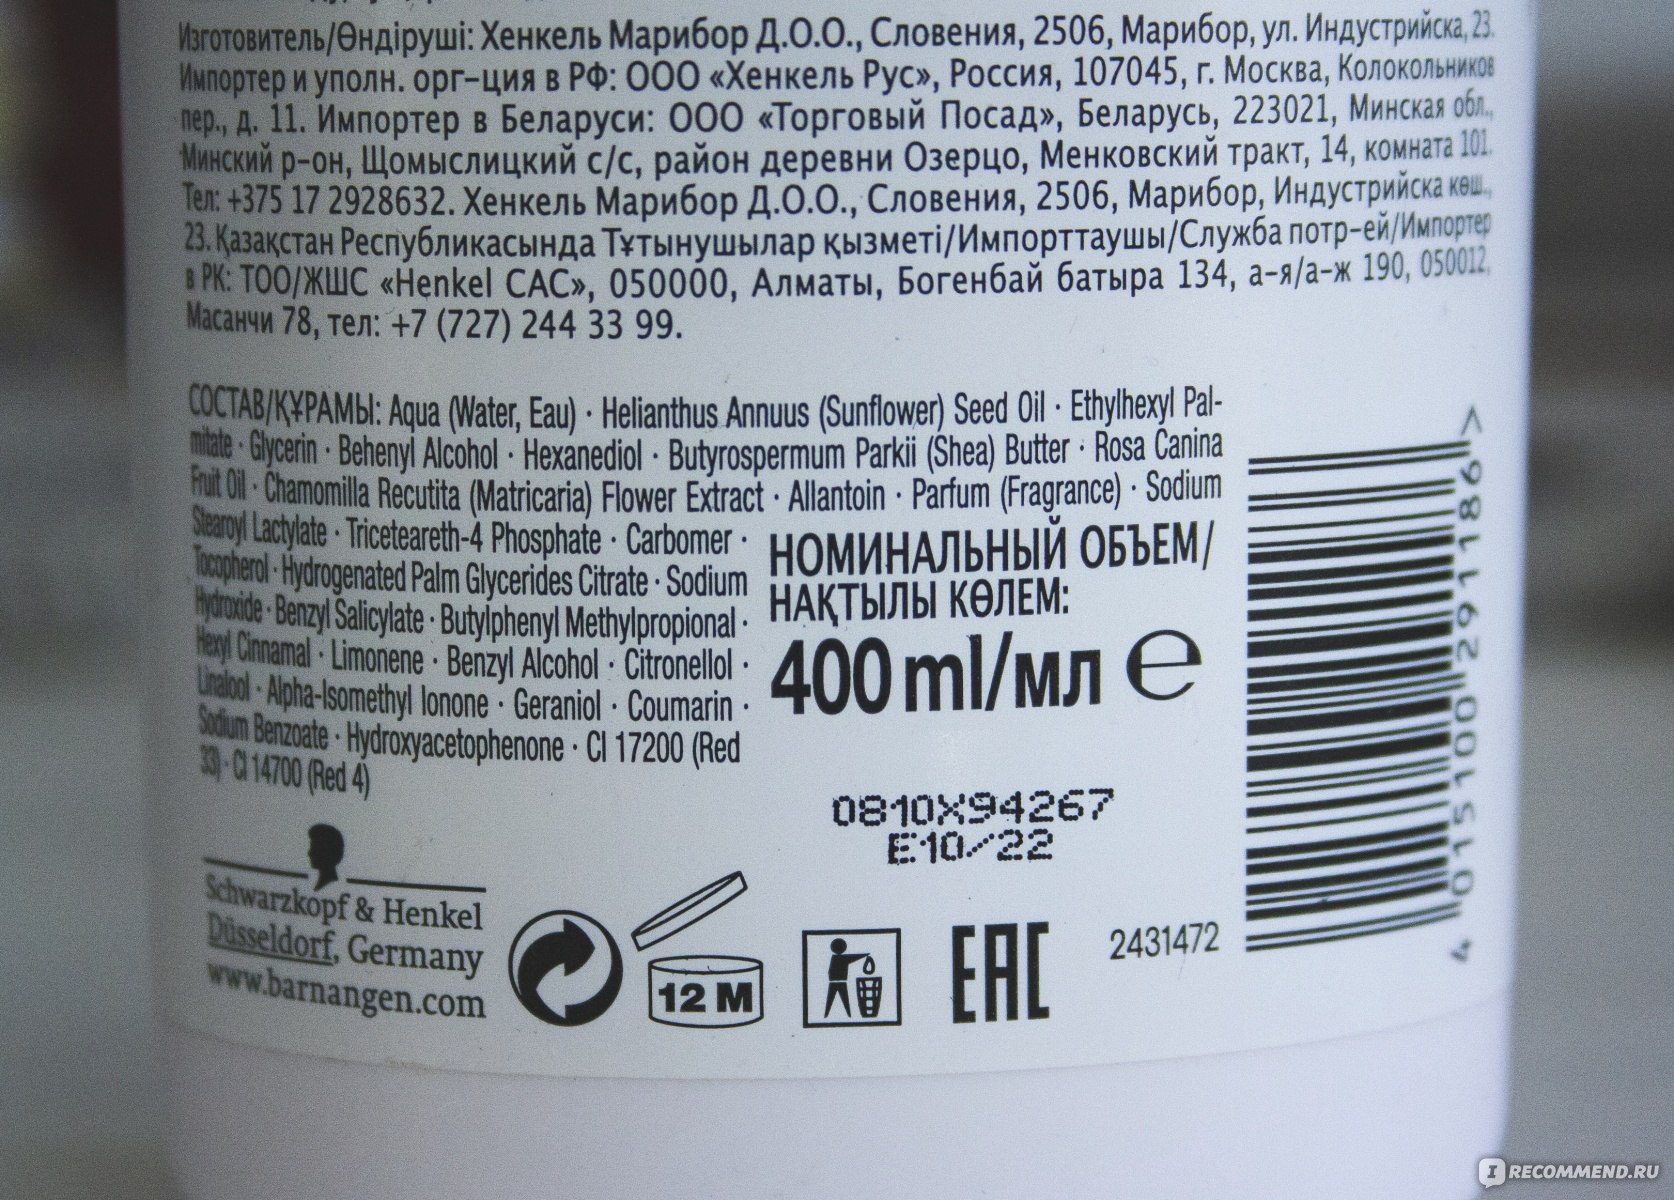 Изготовитель/Өндіруші: Хенкель Марибор Д.О.О., Словения, 2506, Марибор, ул. Индустрийска, 23.
Импортер и уполн. орг-ция в РФ: ООО «Хенкель Рус», Россия, 107045, г. Москва, Колокольников
пер., д. 11. Импортер в Беларуси: ООО «Торговый Посад», Беларусь, 223021, Минская обл.,
Минский р-он, Щомыслицкий с/с, район деревни Озерцо, Менковский тракт, 14, комната 101.
Тел: +375 17 2928632. Хенкель Марибор Д.О.О., Словения, 2506, Марибор, Индустрийска көш.,
23. Қазақстан Республикасында Тұтынушылар қызметі/Импорттаушы/Служба потр-ей/Импортер
в РК: ТОО/ЖШС «Henkel САС», 050000, Алматы, Богенбай батыра 134, а-я/а-ж 190, 050012,
Масанчи 78, тел: +7 (727) 244 33 99.
СОСТАВ/ҚҰРАМЫ: Aqua (Water, Eau) · Helianthus Annuus (Sunflower) Seed Oil · Ethylhexyl Pal-
mitate · Glycerin · Behenyl Alcohol · Hexanediol · Butyrospermum Parkii (Shea) Butter · Rosa Canina
Fruit Oil · Chamomilla Recutita (Matricaria) Flower Extract · Allantoin · Parfum (Fragrance) · Sodium
Stearoyl Lactylate · Triceteareth-4 Phosphate · Carbomer ·
Tocopherol · Hydrogenated Palm Glycerides Citrate · Sodium
Hydroxide · Benzyl Salicylate · Butylphenyl Methylpropional ·
Hexyl Cinnamal · Limonene · Benzyl Alcohol · Citronellol ·
Linalool · Alpha-Isomethyl Ionone · Geraniol · Coumarin ·
Sodium Benzoate · Hydroxyacetophenone · CI 17200 (Red
33) · CI 14700 (Red 4)
НОМИНАЛЬНЫЙ ОБЪЕМ/
НАҚТЫЛЫ КӨЛЕМ:
400 ml/мл e
0810X94267
E10/22
Schwarzkopf & Henkel
Düsseldorf, Germany
www.barnangen.com
12 M
EAC
2431472
4 015100 291186 >
IRECOMMEND.RU